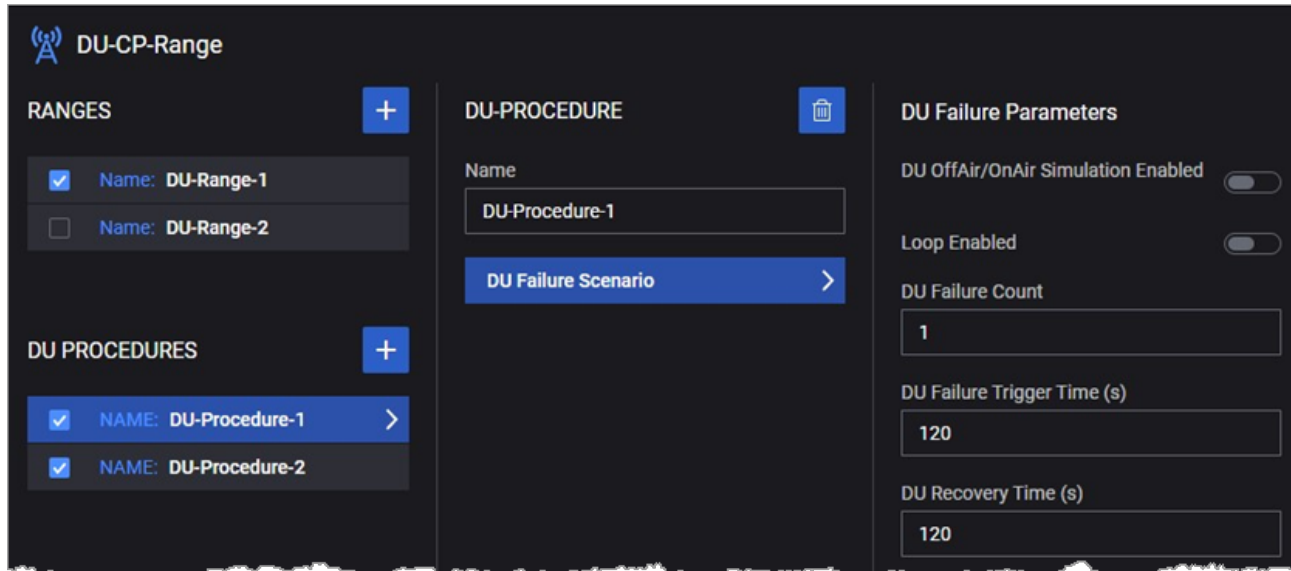 DU-CP-Range
RANGES
Name: DU-Range-1
Name: DU-Range-2
DU PROCEDURES
NAME: DU-Procedure-1
NAME: DU-Procedure-2
DU-PROCEDURE
Name
DU-Procedure-1
DU Failure Scenario
DU Failure Parameters
DU OffAir/OnAir Simulation Enabled
Loop Enabled
DU Failure Count
1
DU Failure Trigger Time (s)
120
DU Recovery Time (s)
120